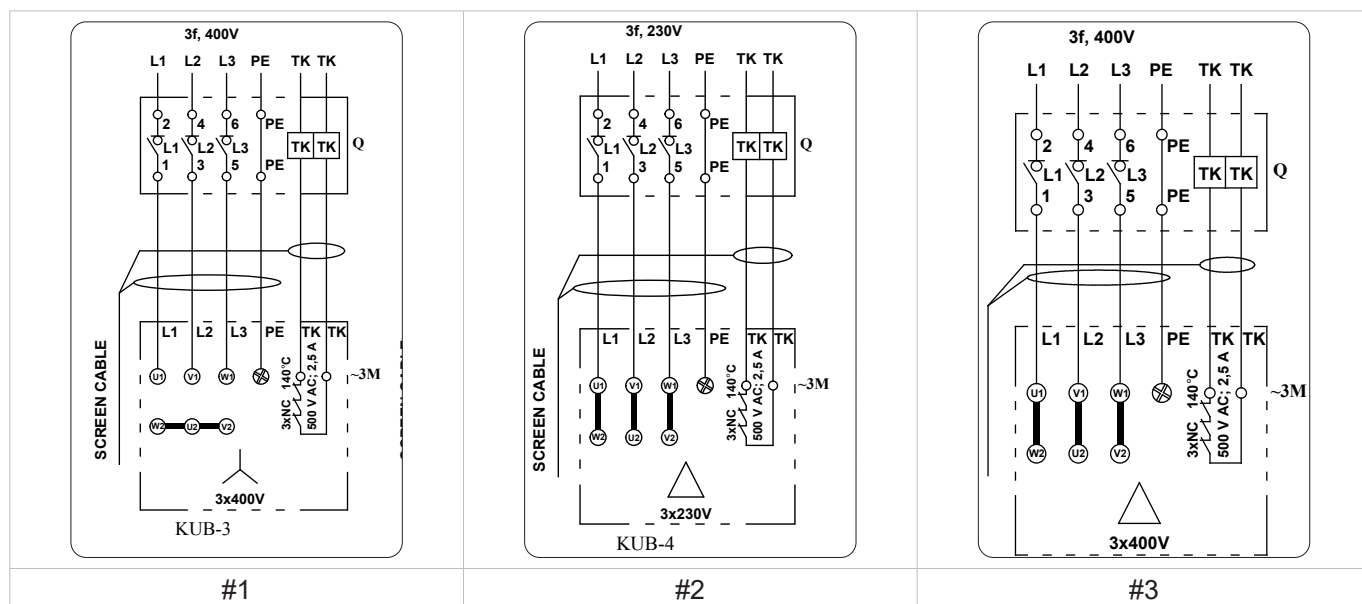 3f, 400V
L1 L2 L3 PE TK TK
2 4 6 PE
L1 L2 L3 TK TK Q
1 3 5 PE
SCREEN CABLE
L1 L2 L3 PE TK TK
U1 V1 W1
3xNC 140°C
500 V AC; 2,5 A
~3M
W2 U2 V2
3x400V
KUB-3
#1
3f, 230V
L1 L2 L3 PE TK TK
2 4 6 PE
L1 L2 L3 TK TK Q
1 3 5 PE
SCREEN CABLE
L1 L2 L3 PE TK TK
U1 V1 W1
3xNC 140°C
500 V AC; 2,5 A
~3M
W2 U2 V2
3x230V
KUB-4
#2
3f, 400V
L1 L2 L3 PE TK TK
2 4 6 PE
L1 L2 L3 TK TK Q
1 3 5 PE
L1 L2 L3 PE TK TK
U1 V1 W1
3xNC 140°C
500 V AC; 2,5 A
~3M
W2 U2 V2
3x400V
#3